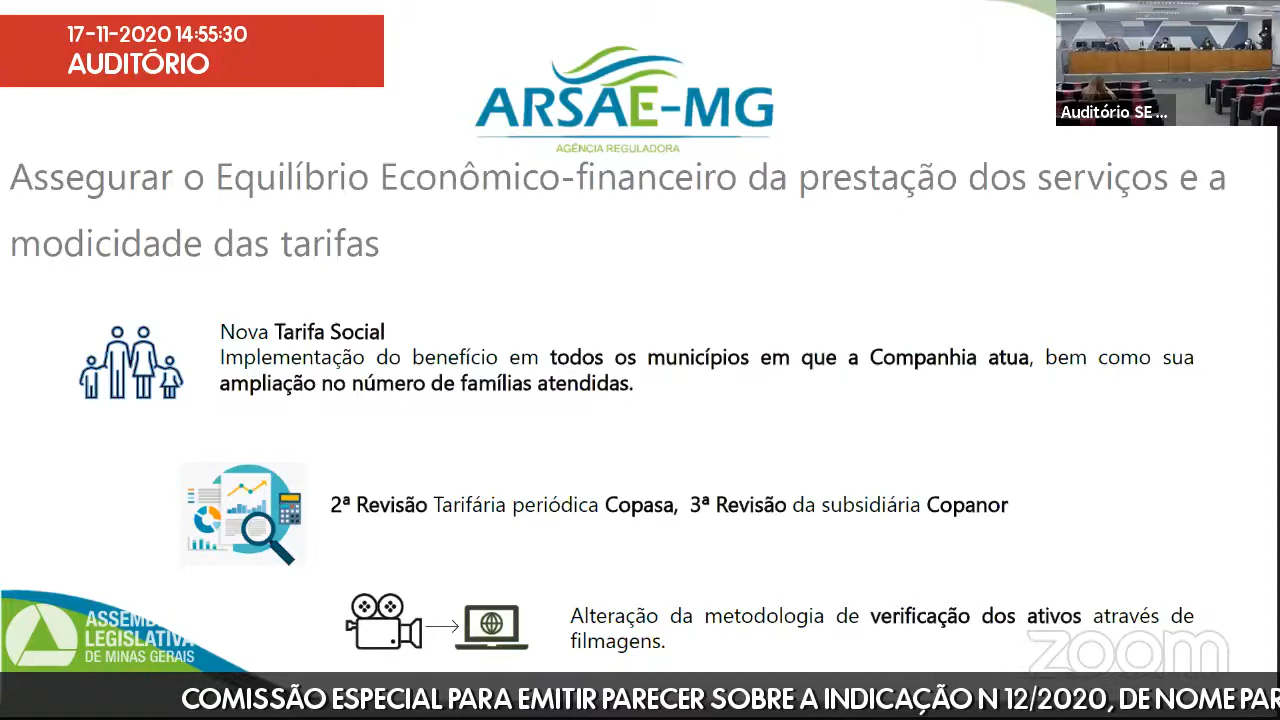 17-11-2020 14:55:30
AUDITÓRIO
Auditório SE ...
ARSAE-MG
AGÊNCIA REGULADORA
Assegurar o Equilíbrio Econômico-financeiro da prestação dos serviços e a
modicidade das tarifas
Nova Tarifa Social
Implementação do benefício em todos os municípios em que a Companhia atua, bem como sua
ampliação no número de famílias atendidas.
2ª Revisão Tarifária periódica Copasa, 3ª Revisão da subsidiária Copanor
Alteração da metodologia de verificação dos ativos através de
filmagens.
LEGISLATIVA
DE MINAS GERAIS
zoom
COMISSÃO ESPECIAL PARA EMITIR PARECER SOBRE A INDICAÇÃO N 12/2020, DE NOME PAR